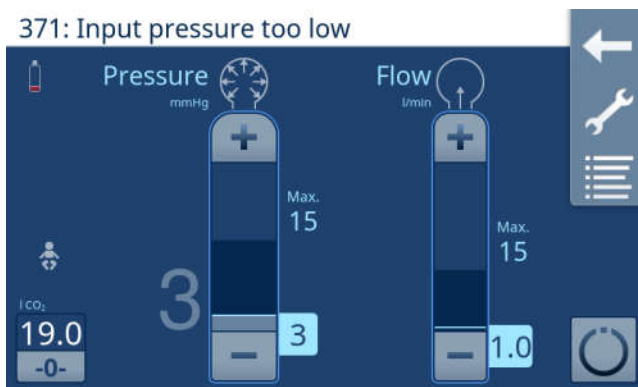 371: Input pressure too low
Pressure
mmHg
Flow
l/min
+
+
Max.
15
Max.
15
3
3
1.0
l CO₂
19.0
-0-
−
−